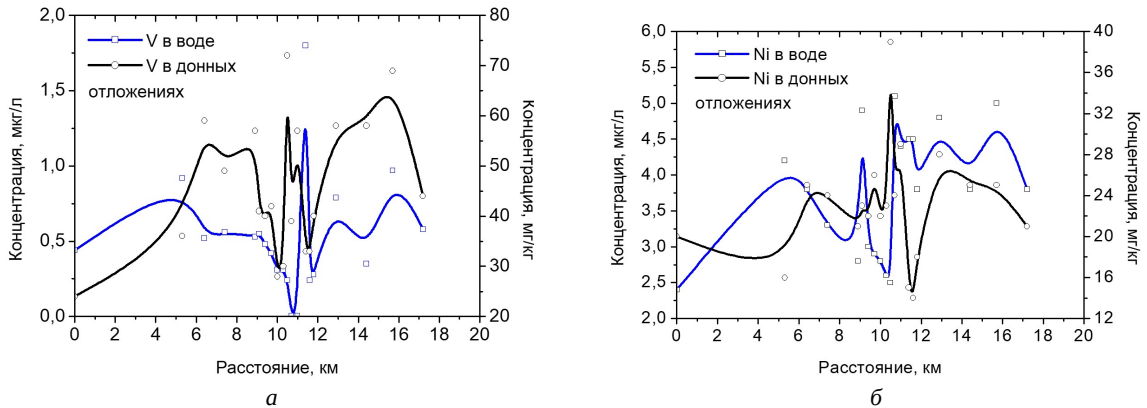 2,0
1,5
1,0
0,5
0,0
Концентрация, мкг/л
V в воде
V в донных
отложениях
80
70
60
50
40
30
20
Концентрация, мг/кг
0 2 4 6 8 10 12 14 16 18 20
Расстояние, км
а
6,0
5,5
5,0
4,5
4,0
3,5
3,0
2,5
2,0
Концентрация, мкг/л
Ni в воде
Ni в донных
отложениях
40
36
32
28
24
20
16
12
Концентрация, мг/кг
0 2 4 6 8 10 12 14 16 18 20
Расстояние, км
б